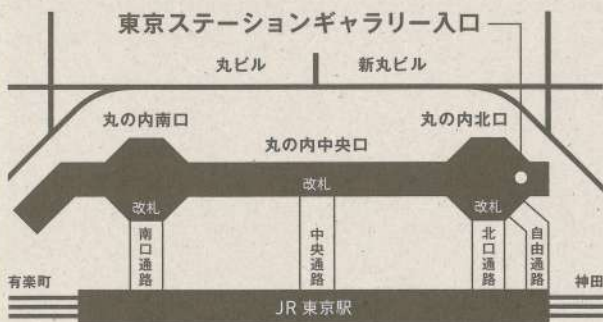 東京ステーションギャラリー入口
丸ビル
新丸ビル
丸の内南口
丸の内北口
丸の内中央口
改札
改札
改札
南口通路
中央通路
北口通路
自由通路
有楽町
神田
JR 東京駅